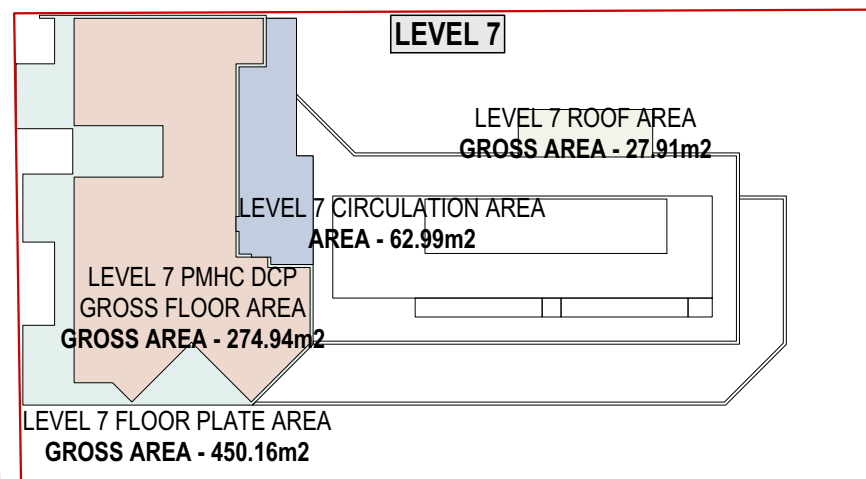 LEVEL 7
LEVEL 7 ROOF AREA
GROSS AREA - 27.91m2
LEVEL 7 CIRCULATION AREA
AREA - 62.99m2
LEVEL 7 PMHC DCP
GROSS FLOOR AREA
GROSS AREA - 274.94m2
LEVEL 7 FLOOR PLATE AREA
GROSS AREA - 450.16m2